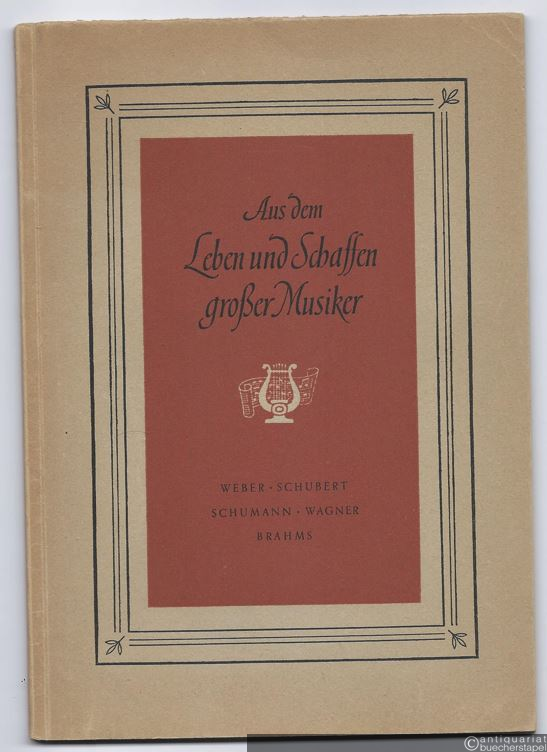 Aus dem
Leben und Schaffen
großer Musiker
WEBER · SCHUBERT
SCHUMANN · WAGNER
BRAHMS
antiquariat
buecherstapel